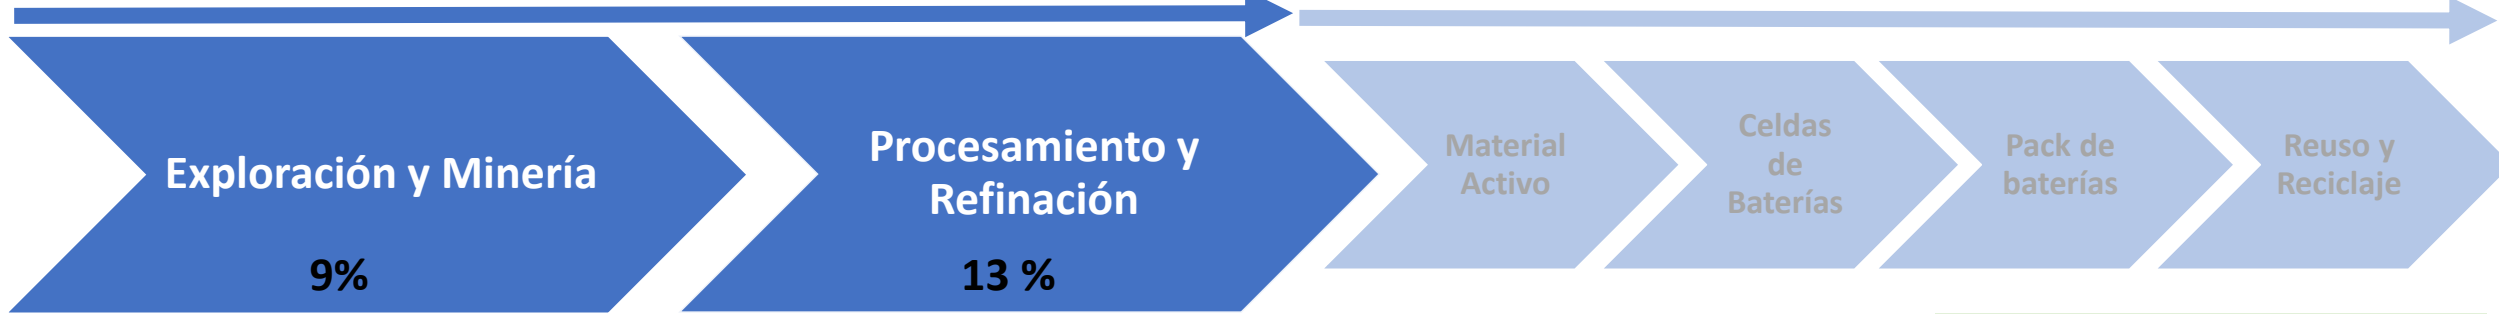 Exploración y Minería
9%
Procesamiento y
Refinación
13 %
Material
Activo
Celdas
de
Baterías
Pack de
baterías
Reuso y
Reciclaje